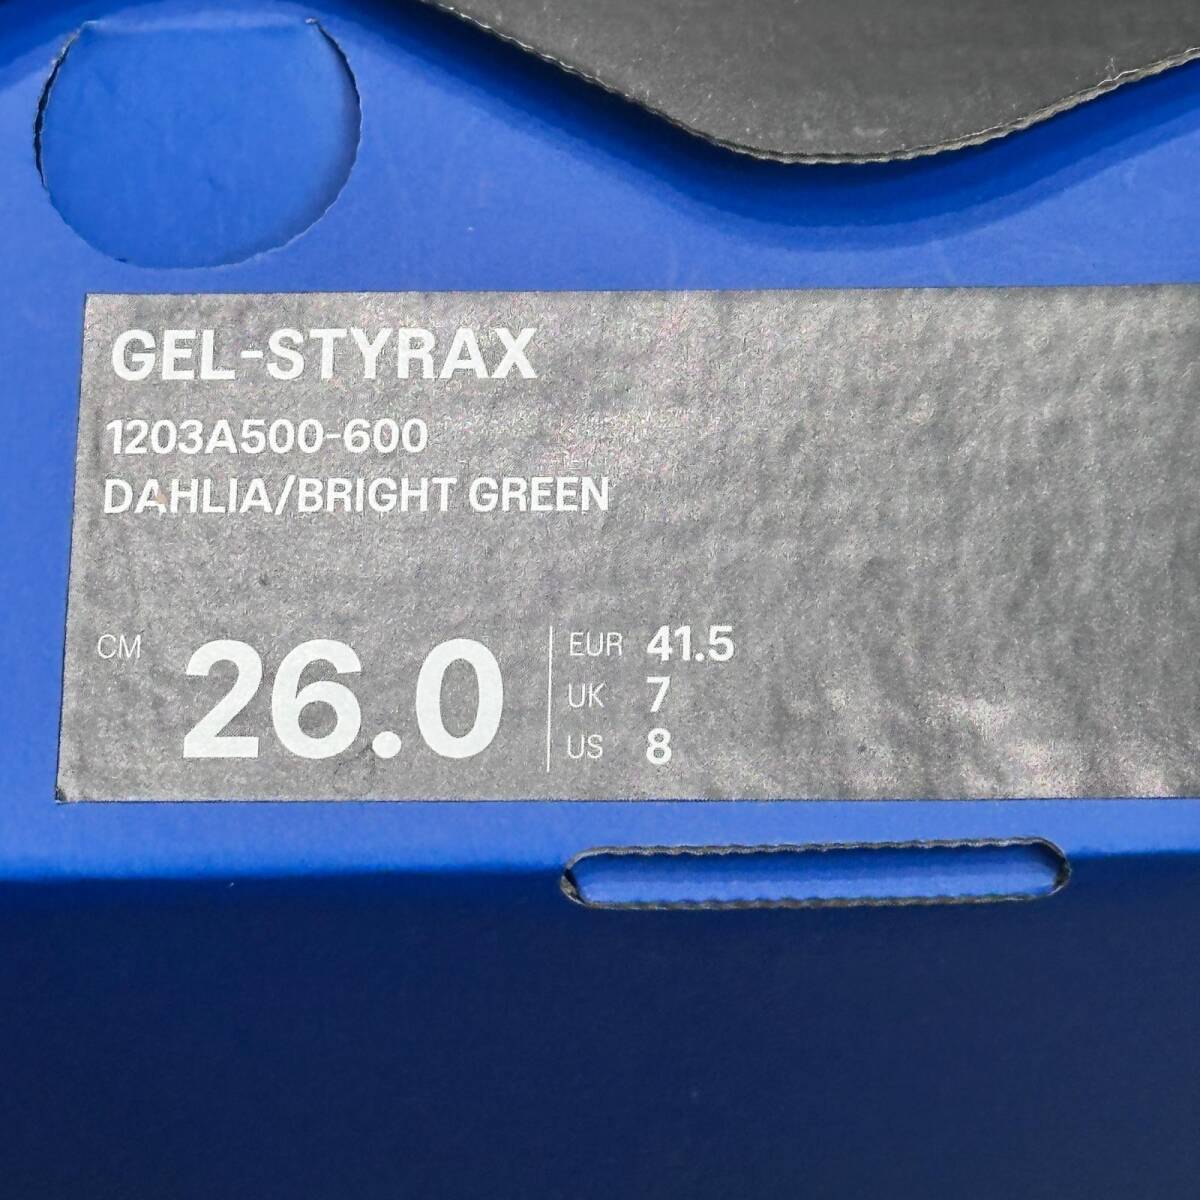 GEL-STYRAX
1203A500-600
DAHLIA/BRIGHT GREEN
CM 26.0
EUR 41.5
UK 7
US 8